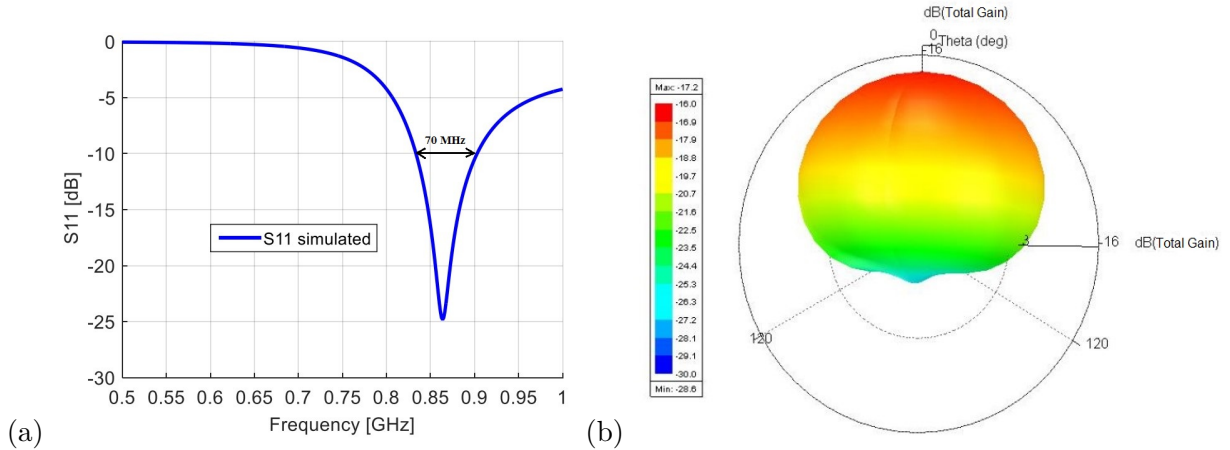 0
-5
-10
-15
-20
-25
-30
S11 [dB]
70 MHz
S11 simulated
0.5 0.55 0.6 0.65 0.7 0.75 0.8 0.85 0.9 0.95 1
Frequency [GHz]
(a)
dB(Total Gain)
0 Theta (deg)
-16
Max: -17.2
-16.0
-16.9
-17.9
-18.8
-19.7
-20.7
-21.6
-22.5
-23.5
-24.4
-25.3
-26.3
-27.2
-28.1
-29.1
-30.0
Min: -28.6
3
16
dB(Total Gain)
120
120
(b)